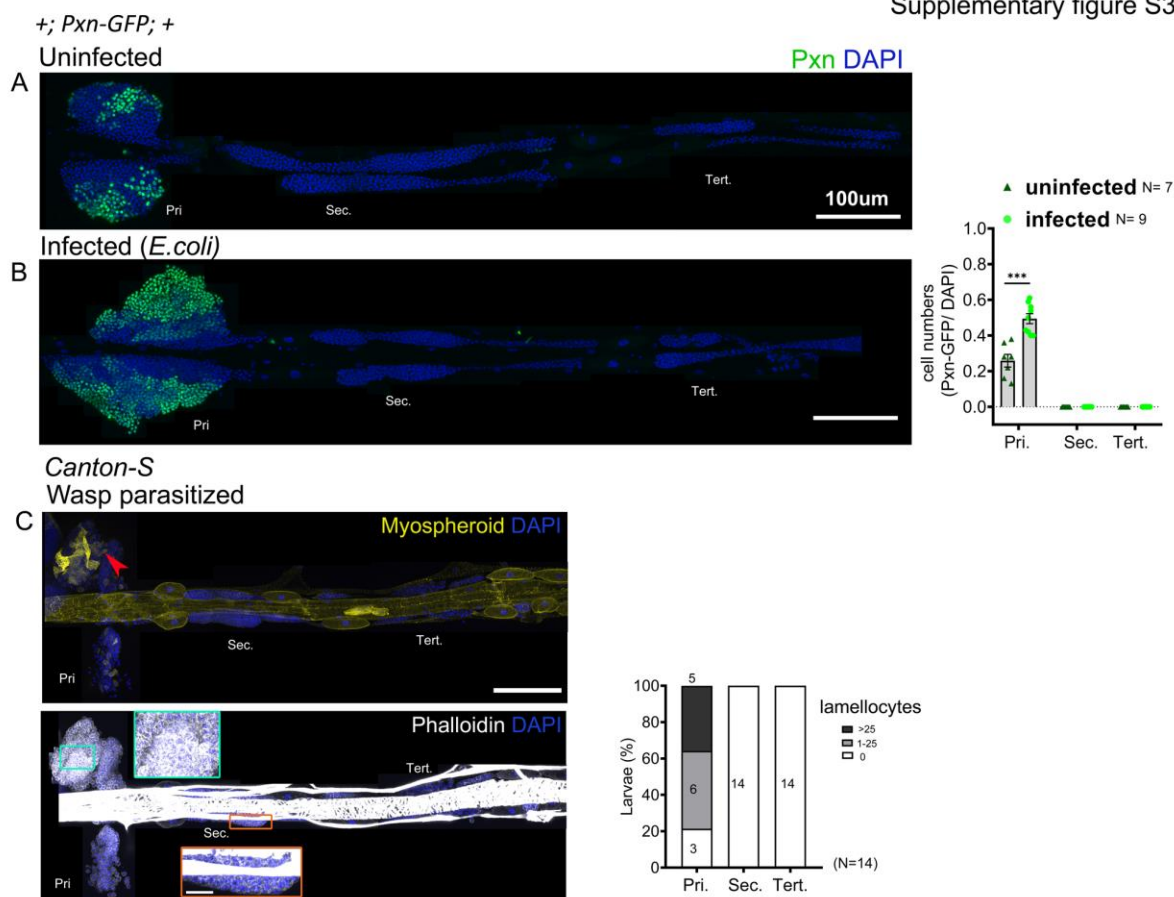 Supplementary figure S3
+; Pxn-GFP; +
Uninfected
A
Pxn DAPI
Pri
Sec.
Tert.
100um
Infected (E.coli)
B
Pri
Sec.
Tert.
▲ uninfected N= 7
● infected N= 9
cell numbers
(Pxn-GFP/ DAPI)
1.0
0.8
0.6
0.4
0.2
0.0
***
Pri. Sec. Tert.
Canton-S
Wasp parasitized
C
Myospheroid DAPI
Pri
Sec.
Tert.
Phalloidin DAPI
Tert.
Sec.
Pri
Larvae (%)
100
80
60
40
20
0
5
6
3
14
14
Pri. Sec. Tert.
lamellocytes
>25
1-25
0
(N=14)